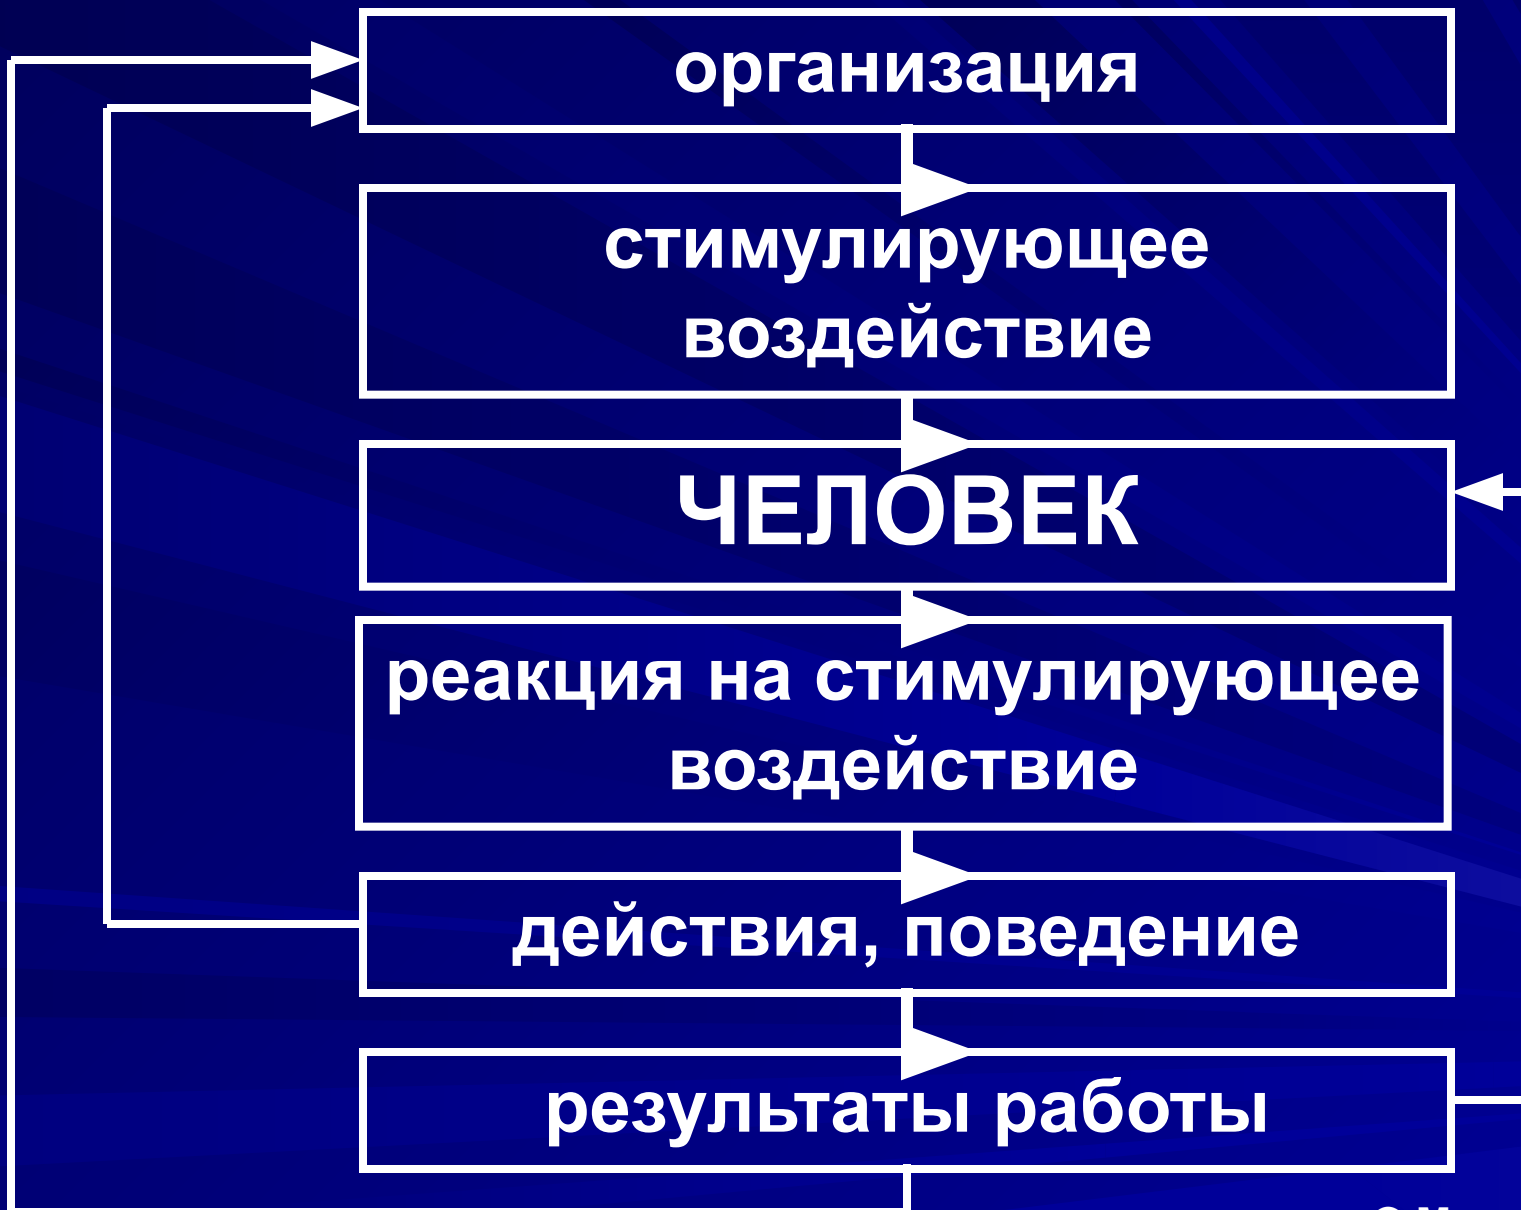 организация
стимулирующее
воздействие
ЧЕЛОВЕК
реакция на стимулирующее
воздействие
действия, поведение
результаты работы